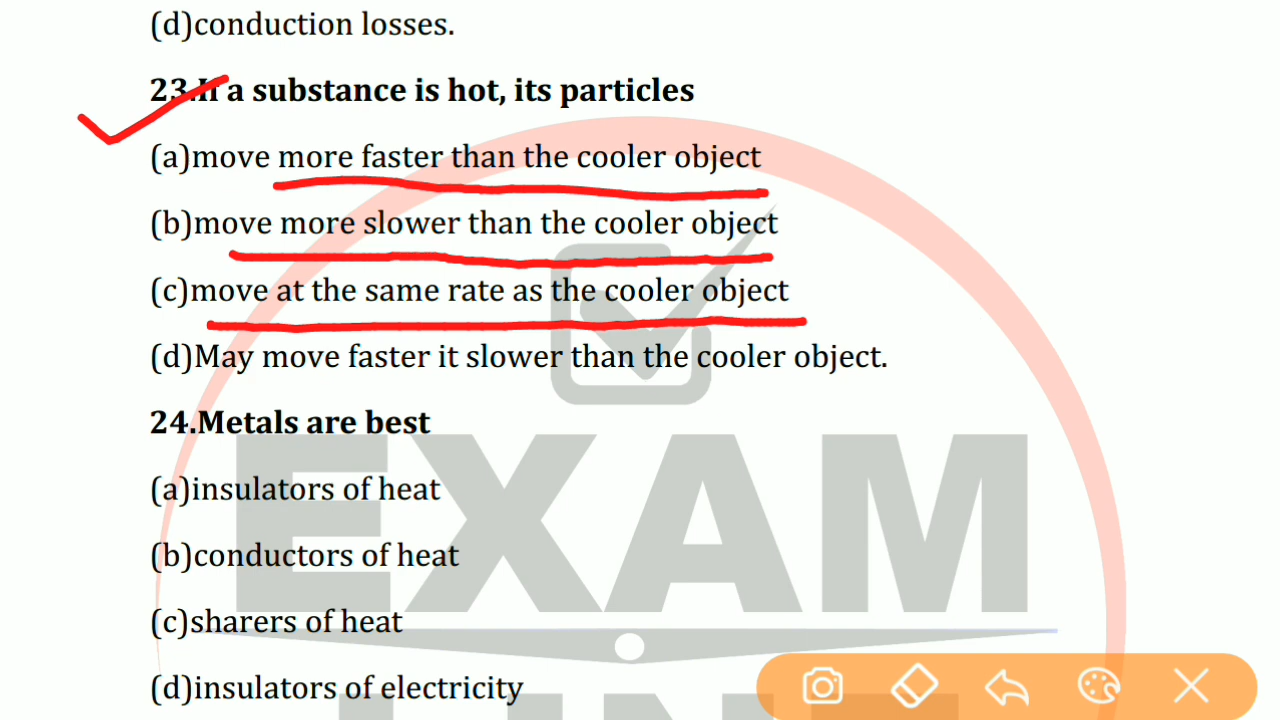 (d)conduction losses.
23.If a substance is hot, its particles
(a)move more faster than the cooler object
(b)move more slower than the cooler object
(c)move at the same rate as the cooler object
(d)May move faster it slower than the cooler object.
24.Metals are best
(a)insulators of heat
(b)conductors of heat
(c)sharers of heat
(d)insulators of electricity
EXAM